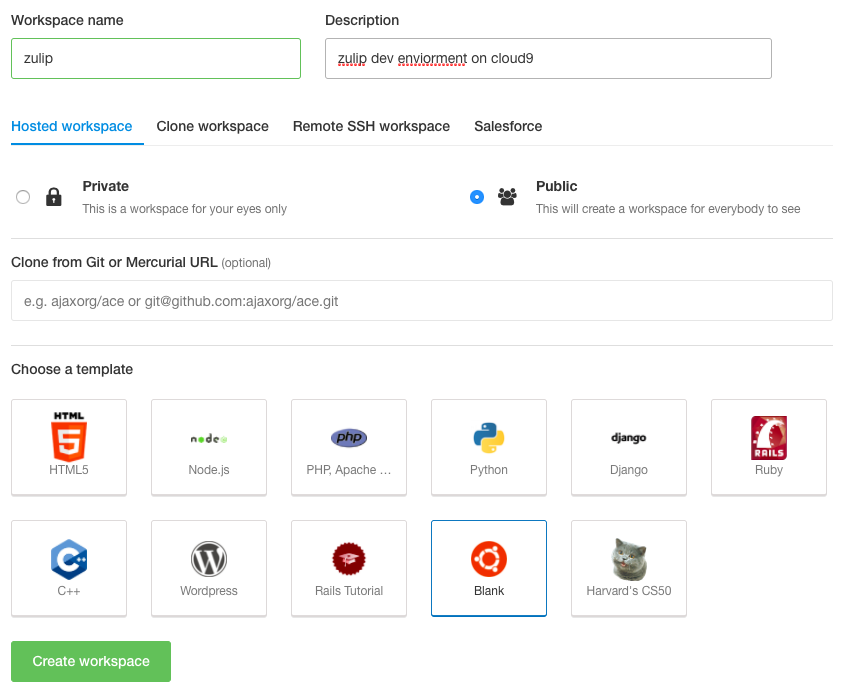 Workspace name
Description
zulip
zulip dev enviorment on cloud9
Hosted workspace Clone workspace Remote SSH workspace Salesforce
Private
This is a workspace for your eyes only
Public
This will create a workspace for everybody to see
Clone from Git or Mercurial URL (optional)
e.g. ajaxorg/ace or git@github.com:ajaxorg/ace.git
Choose a template
HTML
5
HTML5
node
Node.js
php
PHP, Apache ...
Python
django
Django
RAILS
Ruby
C++
C++
W
Wordpress
Rails Tutorial
Blank
Harvard's CS50
Create workspace